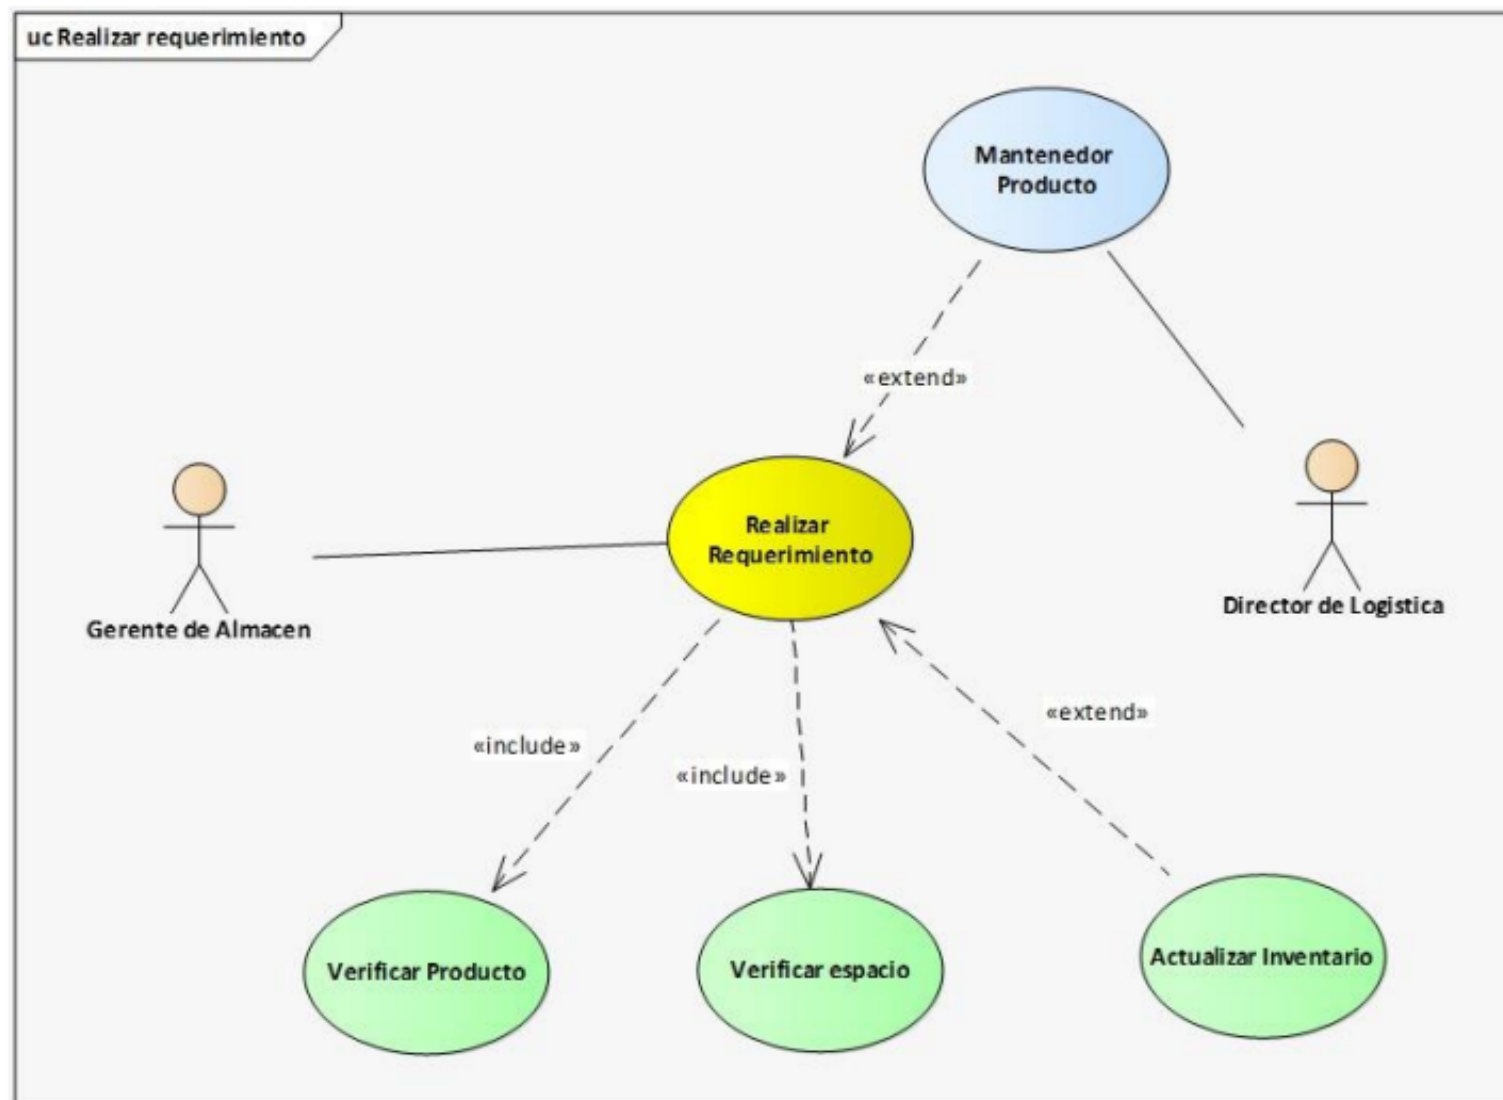 uc Realizar requerimiento
Mantenedor
Producto
«extend»
Realizar
Requerimiento
Gerente de Almacen
Director de Logistica
«extend»
«include»
«include»
Verificar Producto
Verificar espacio
Actualizar Inventario